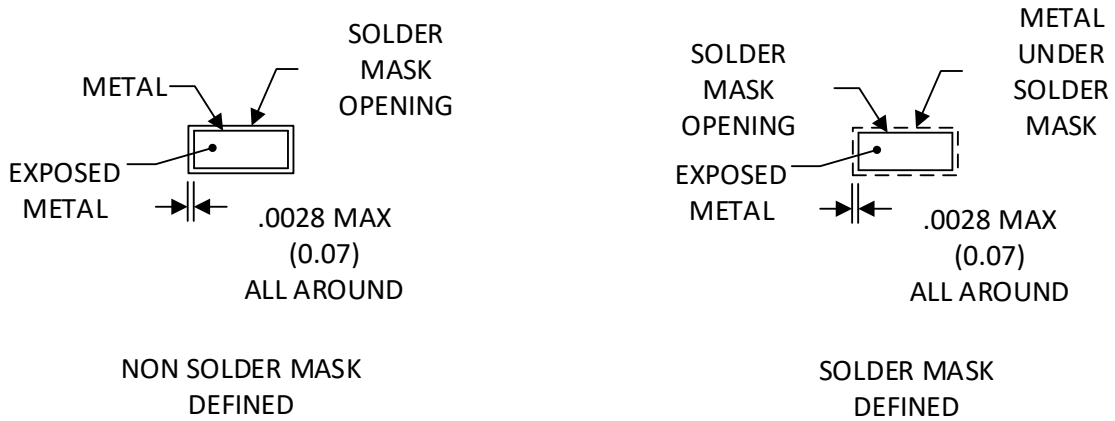 SOLDER
MASK
OPENING
METAL
EXPOSED
METAL
.0028 MAX
(0.07)
ALL AROUND
NON SOLDER MASK
DEFINED
METAL
UNDER
SOLDER
MASK
SOLDER
MASK
OPENING
EXPOSED
METAL
.0028 MAX
(0.07)
ALL AROUND
SOLDER MASK
DEFINED